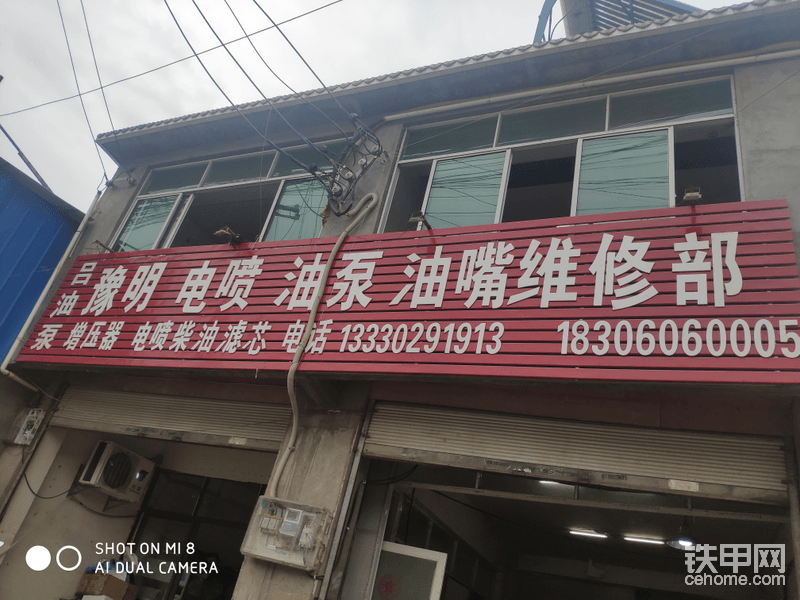 吕 豫明 电喷 油泵 油嘴维修部
油泵 增压器 电喷柴油滤芯 电话 13330291913 18306060005
SHOT ON MI 8
AI DUAL CAMERA
铁甲网
cehome.com